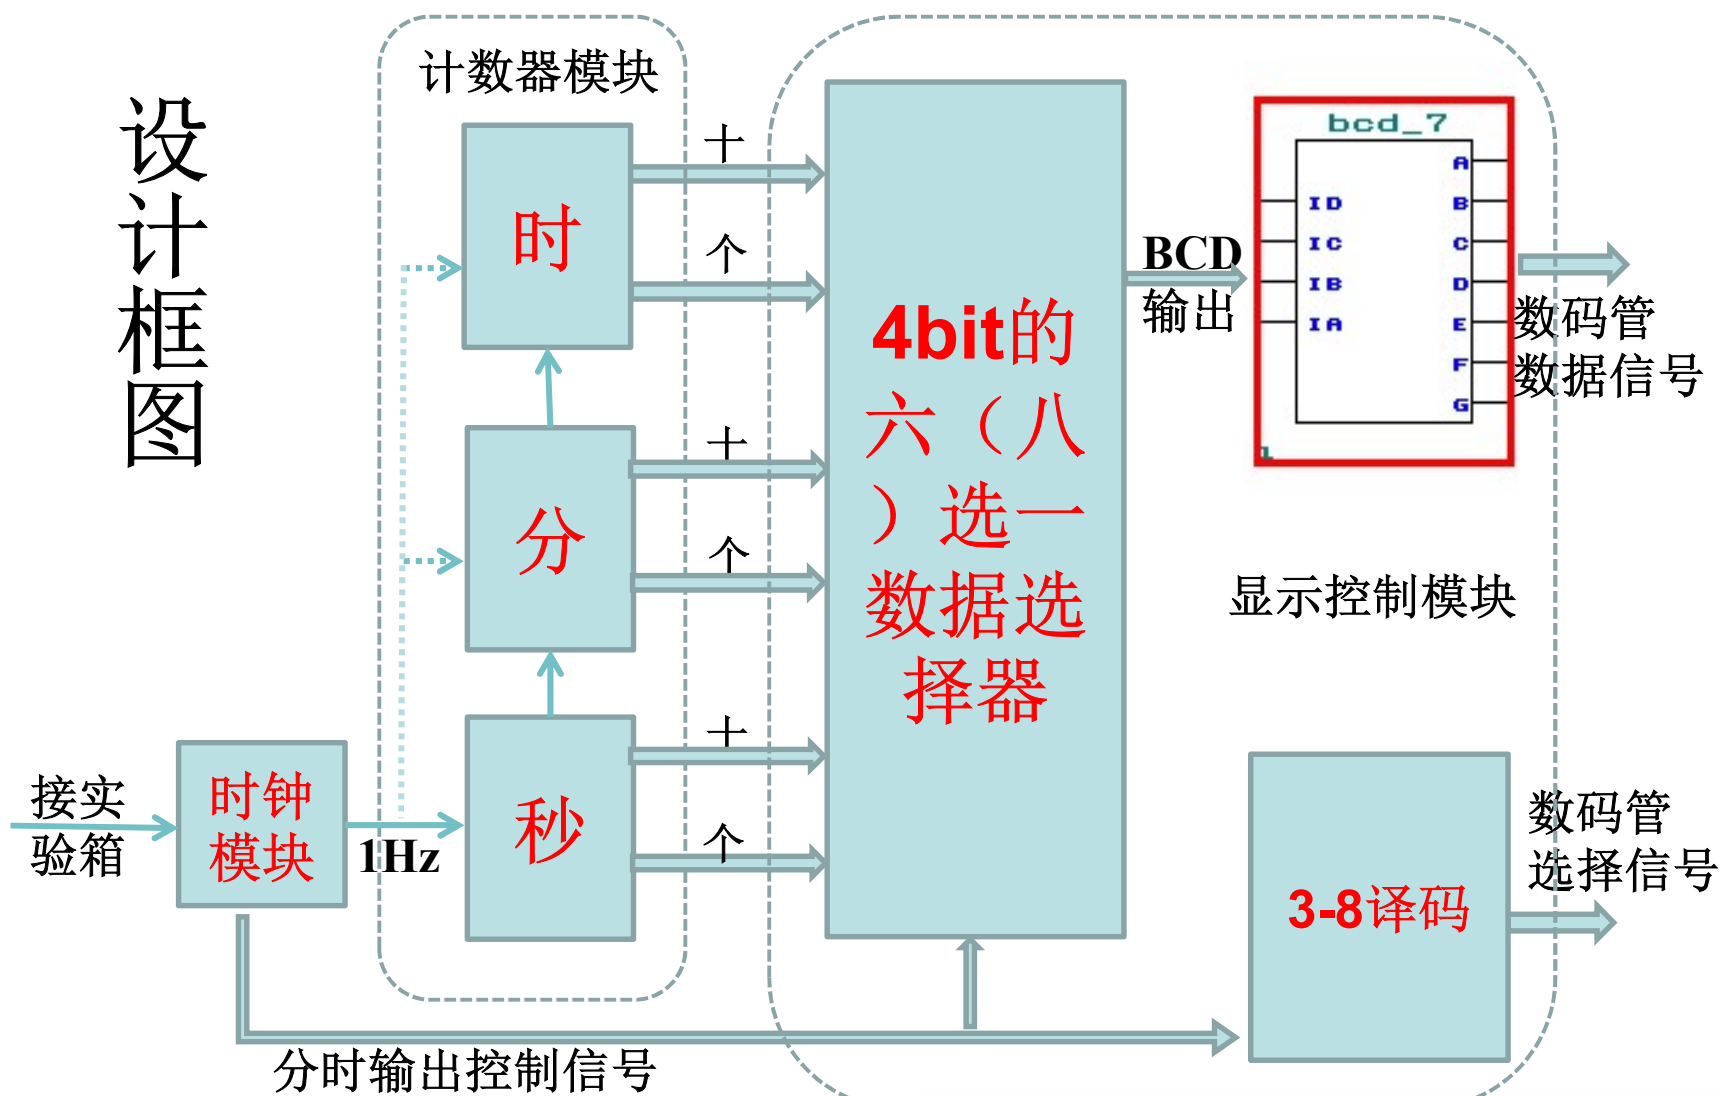 设计框图
计数器模块
时
分
秒
十
个
十
个
十
个
接实
验箱
时钟
模块
1Hz
分时输出控制信号
4bit的
六（八
）选一
数据选
择器
BCD
输出
bcd_7
ID
IC
IB
IA
A
B
C
D
E
F
G
1
数码管
数据信号
显示控制模块
3-8译码
数码管
选择信号